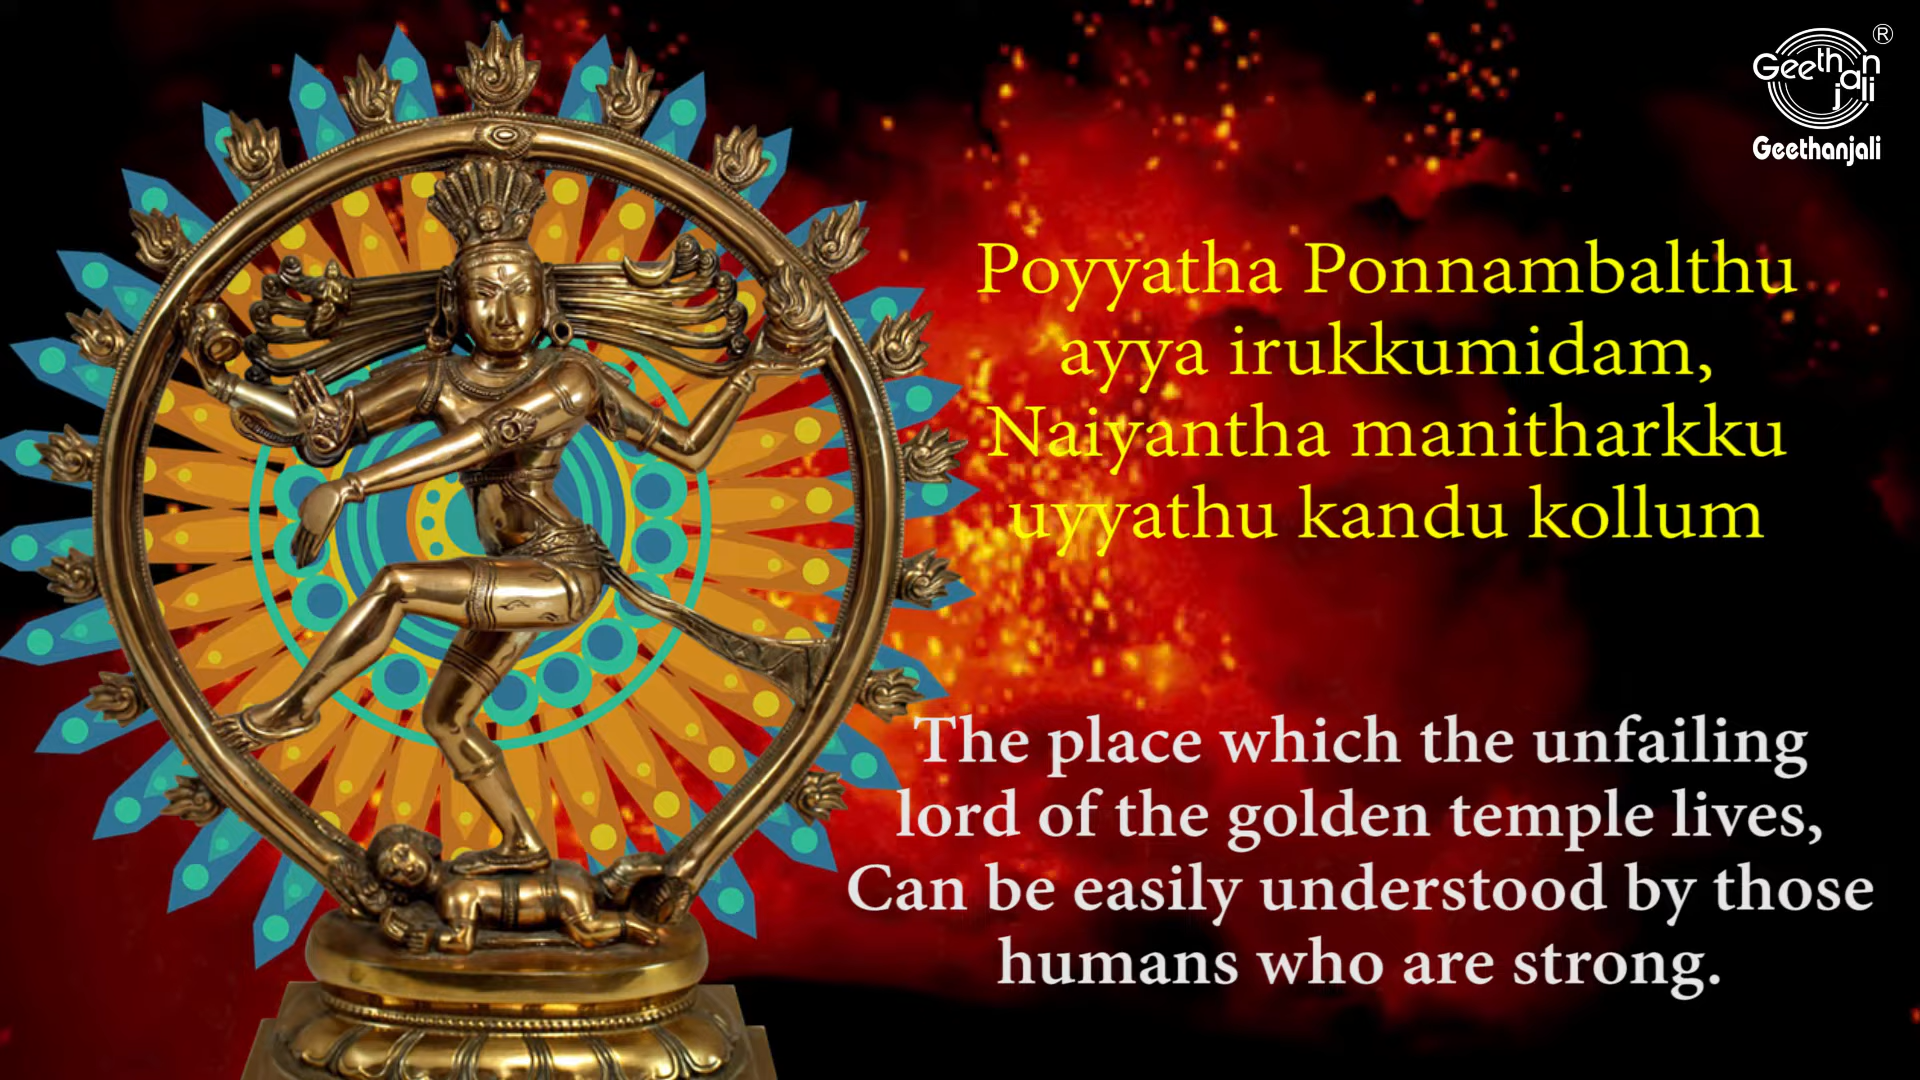 Geethanjali ®
Geethanjali
Poyyatha Ponnambalthu
ayya irukkumidam,
Naiyantha manitharkku
uyyathu kandu kollum
The place which the unfailing
lord of the golden temple lives,
Can be easily understood by those
humans who are strong.